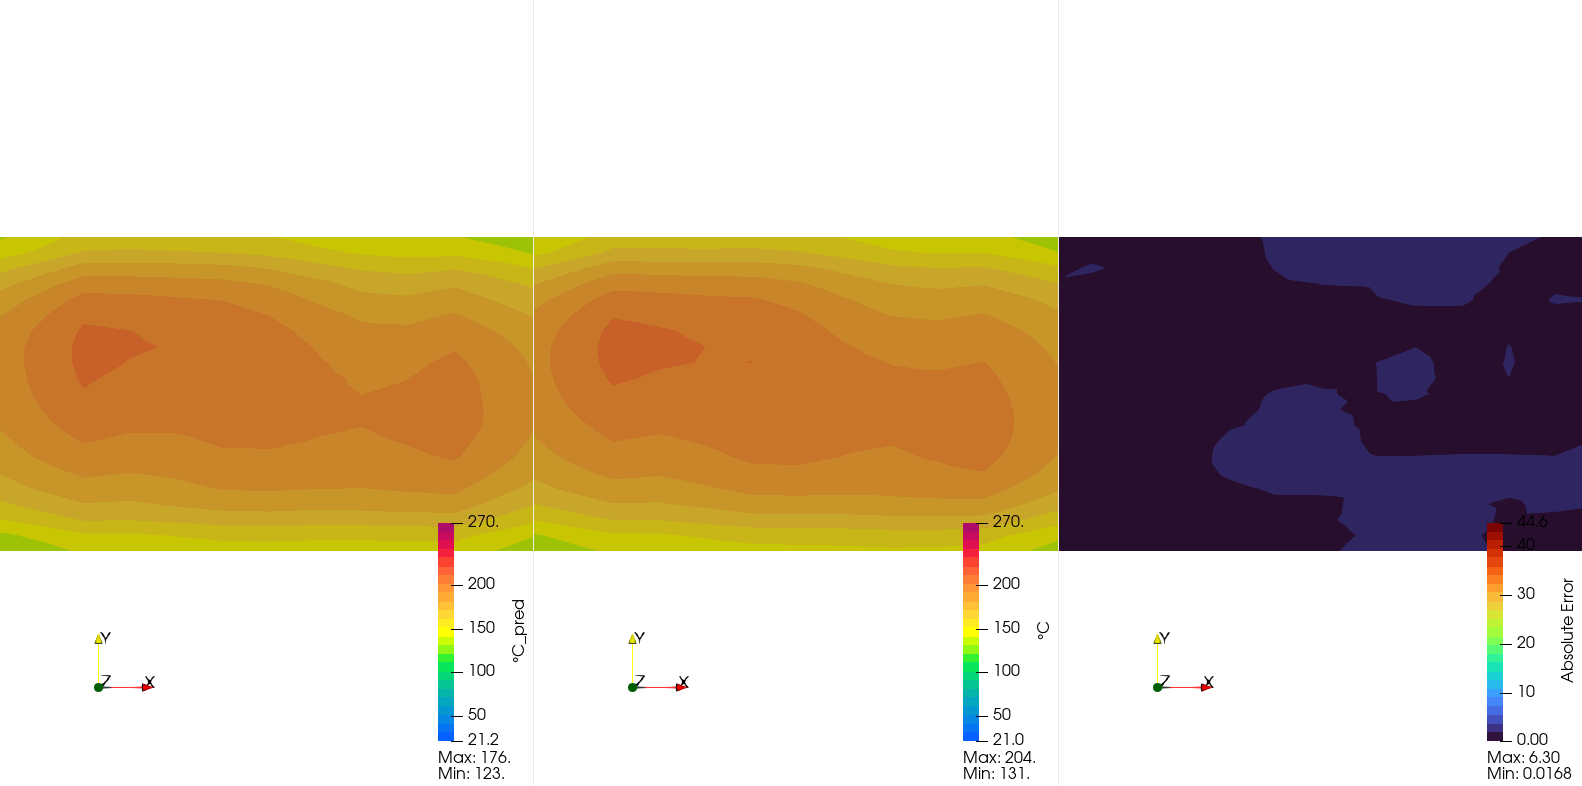 270.
200
150
100
50
21.2
°C_pred
Max: 176.
Min: 123.
Y
Z
X
270.
200
150
100
50
21.0
°C
Max: 204.
Min: 131.
Y
Z
X
44.6
40
30
20
10
0.00
Absolute Error
Max: 6.30
Min: 0.0168
Y
Z
X